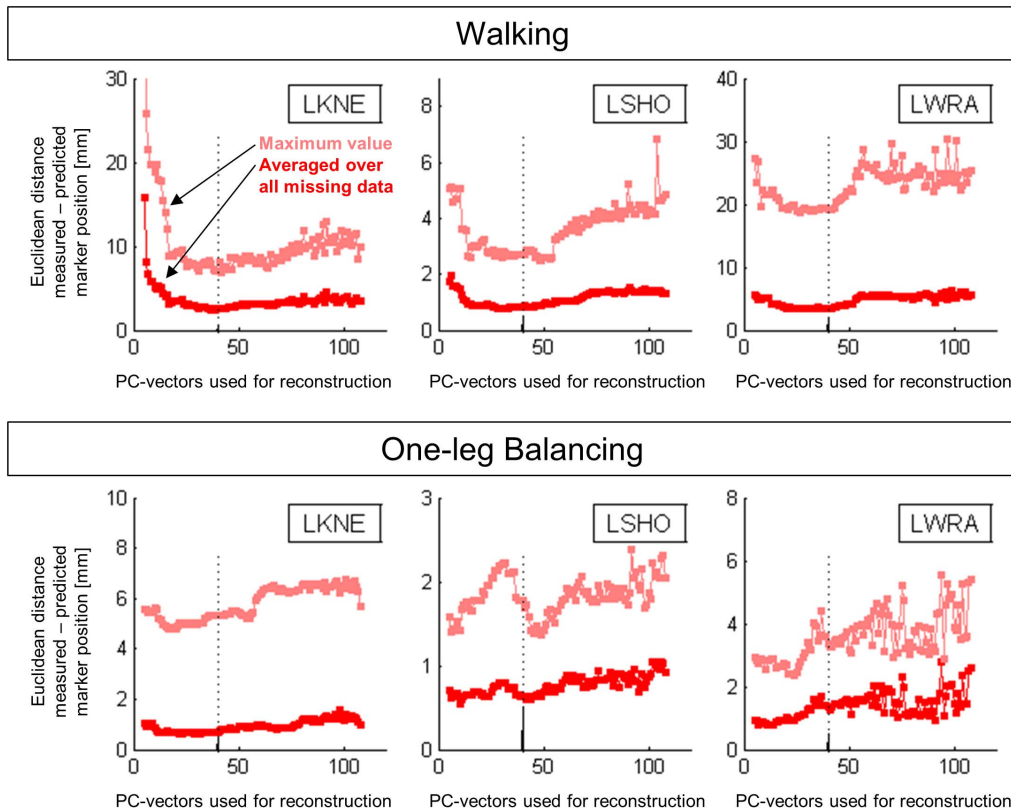 Walking
Euclidean distance
measured – predicted
marker position [mm]
30
20
10
0
LKNE
Maximum value
Averaged over
all missing data
0
50
100
PC-vectors used for reconstruction
8
6
4
2
0
LSHO
0
50
100
PC-vectors used for reconstruction
40
30
20
10
0
LWRA
0
50
100
PC-vectors used for reconstruction
One-leg Balancing
Euclidean distance
measured – predicted
marker position [mm]
10
8
6
4
2
0
LKNE
0
50
100
PC-vectors used for reconstruction
3
2
1
0
LSHO
0
50
100
PC-vectors used for reconstruction
8
6
4
2
0
LWRA
0
50
100
PC-vectors used for reconstruction